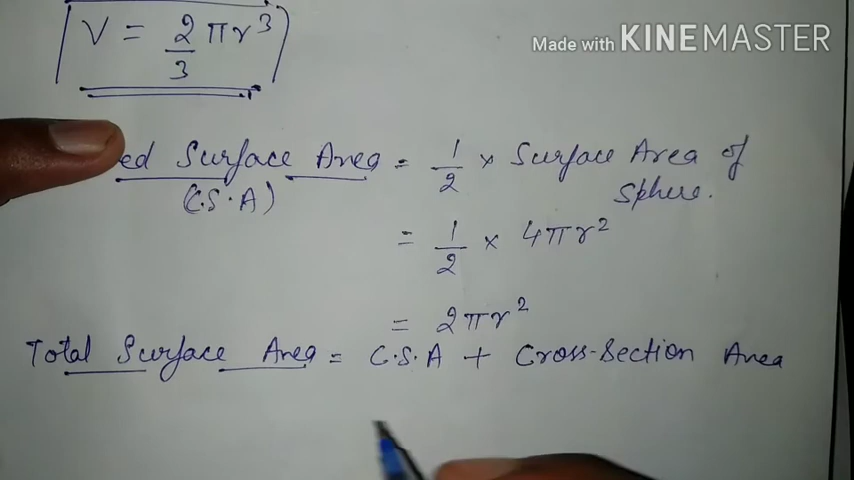 V = 2/3 πr³
Made with KINEMASTER
ed Surface Area = 1/2 × Surface Area of
(C.S.A) Sphere.
= 1/2 × 4πr²
= 2πr²
Total Surface Area = C.S.A + Cross-Section Area